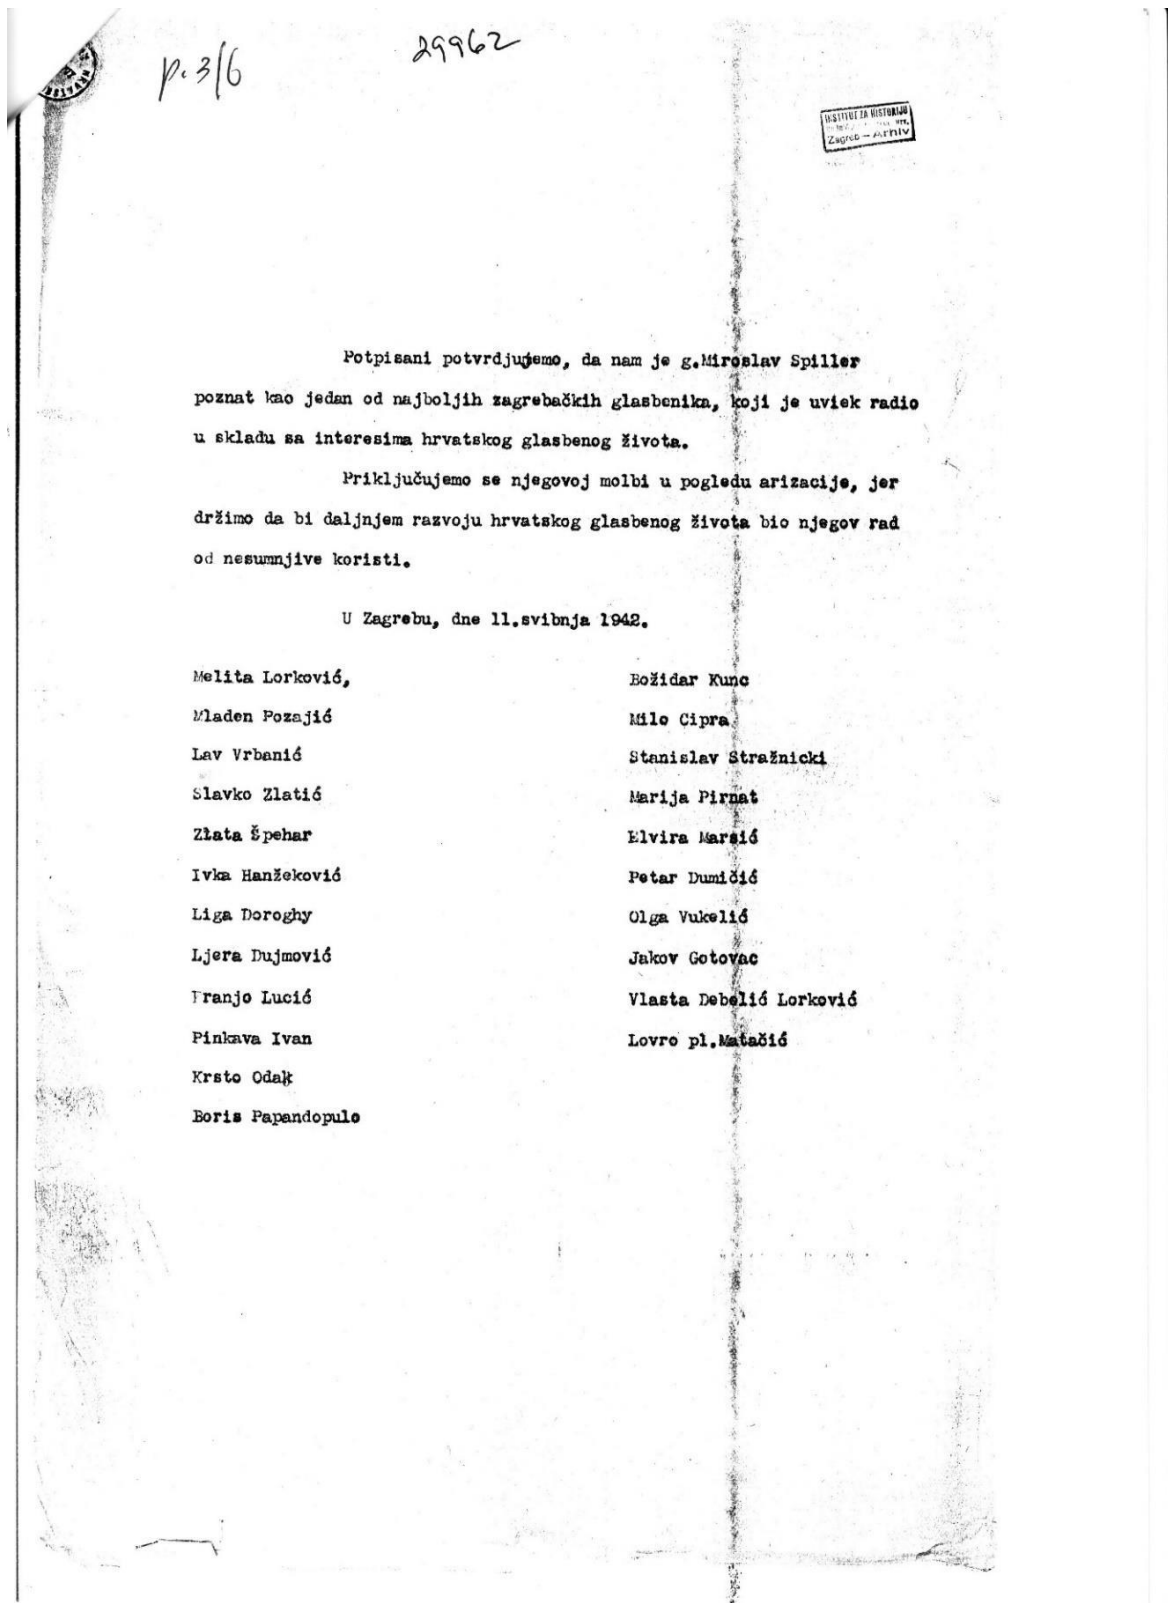 p. 3/6
29962
INSTITUT ZA HISTORIJU
Zagreb — Arhiv
Potpisani potvrdjujemo, da nam je g.Miroslav Spiller
poznat kao jedan od najboljih zagrebačkih glasbenika, koji je uviek radio
u skladu sa interesima hrvatskog glasbenog života.
Priključujemo se njegovoj molbi u pogledu arizacije, jer
držimo da bi daljnjem razvoju hrvatskog glasbenog života bio njegov rad
od nesumnjive koristi.
U Zagrebu, dne 11.svibnja 1942.
Melita Lorković,
Mladen Pozajić
Lav Vrbanić
Slavko Zlatić
Zlata Špehar
Ivka Hanžeković
Liga Doroghy
Ljera Dujmović
Franjo Lucić
Pinkava Ivan
Krsto Odak
Boris Papandopulo
Božidar Kunc
Milo Cipra
Stanislav Stražnicki
Marija Pirnat
Elvira Marsić
Petar Dumičić
Olga Vukelić
Jakov Gotovac
Vlasta Debelić Lorković
Lovro pl.Matačić